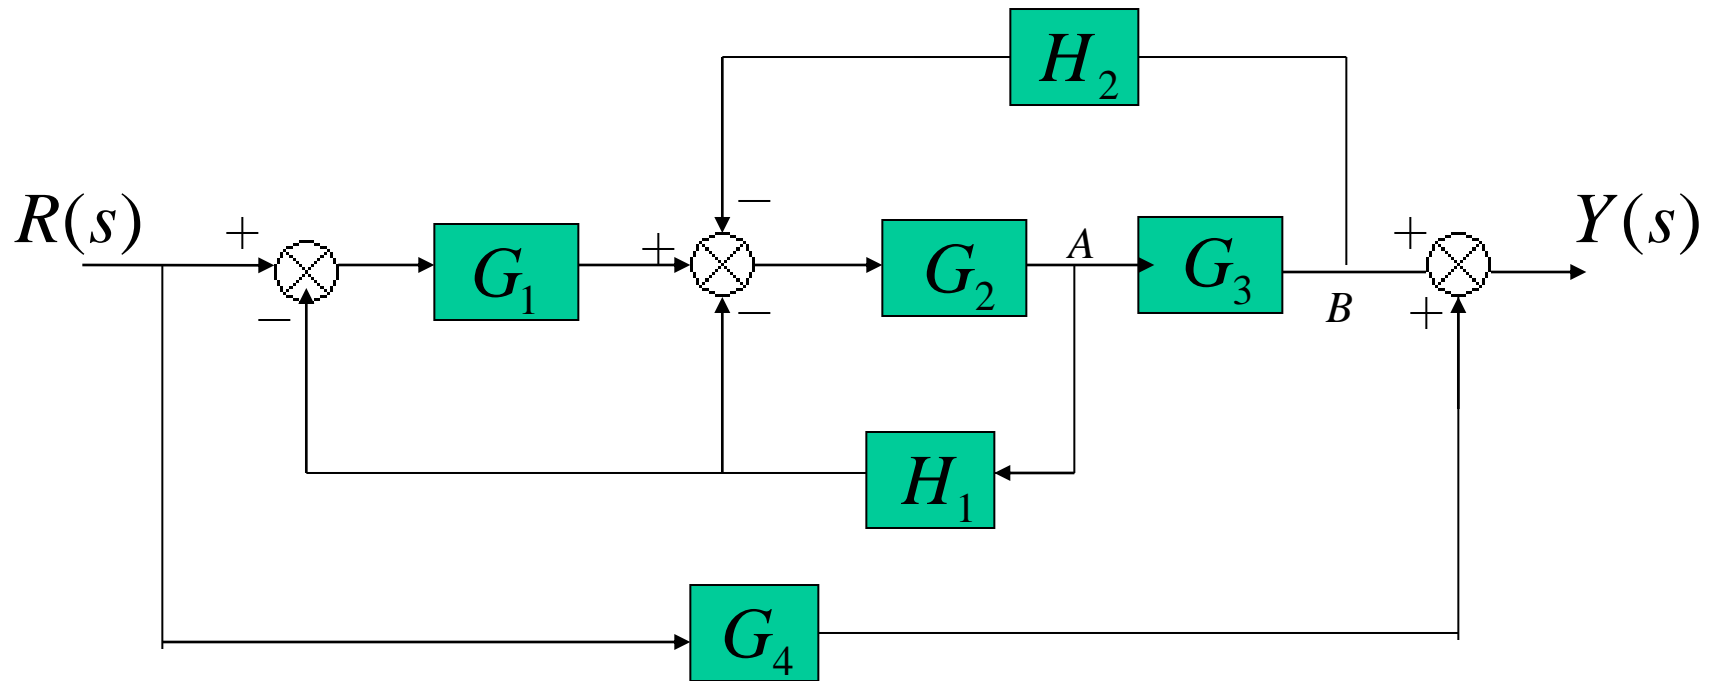 H₂
R(s)
+
−
G₁
+
−
−
G₂
A
G₃
B
+
+
Y(s)
H₁
G₄